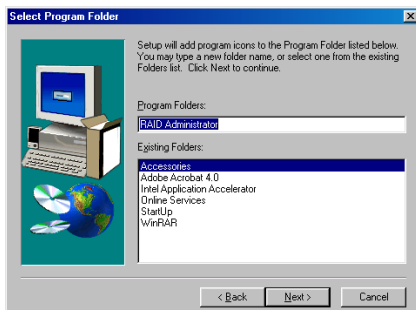 Select Program Folder
Setup will add program icons to the Program Folder listed below.
You may type a new folder name, or select one from the existing
Folders list. Click Next to continue.
Program Folders:
RAID Administrator
Existing Folders:
Accessories
Adobe Acrobat 4.0
Intel Application Accelerator
Online Services
StartUp
WinRAR
< Back
Next >
Cancel